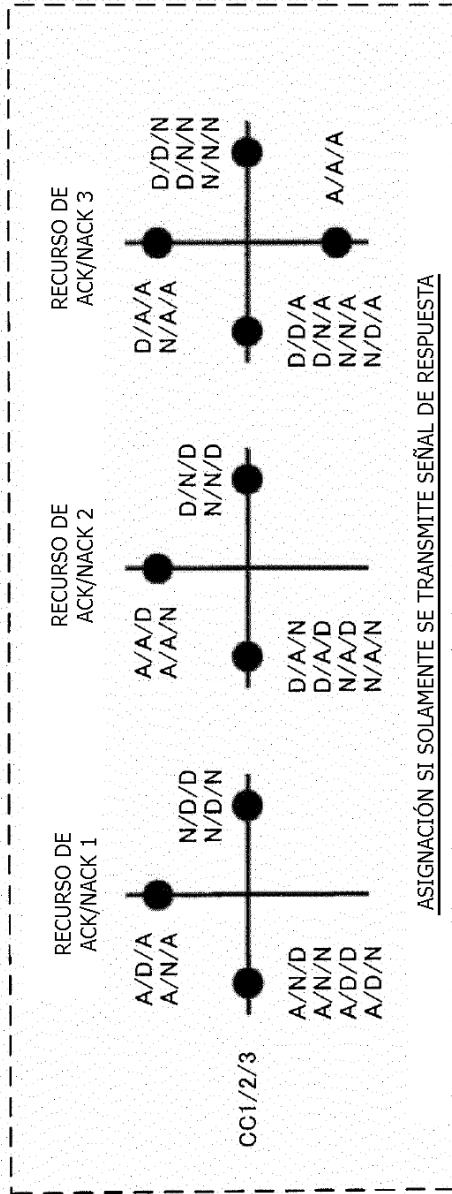 RECURSO DE
ACK/NACK 1
A/D/A
A/N/A
N/D/D
N/D/N
CC1/2/3
A/N/D
A/N/N
A/D/D
A/D/N
RECURSO DE
ACK/NACK 2
A/A/D
A/A/N
D/N/D
N/N/D
D/A/N
D/A/D
N/A/D
N/A/N
RECURSO DE
ACK/NACK 3
D/A/A
N/A/A
D/D/N
D/N/N
N/N/N
D/D/A
D/N/A
N/N/A
N/D/A
A/A/A
ASIGNACIÓN SI SOLAMENTE SE TRANSMITE SEÑAL DE RESPUESTA